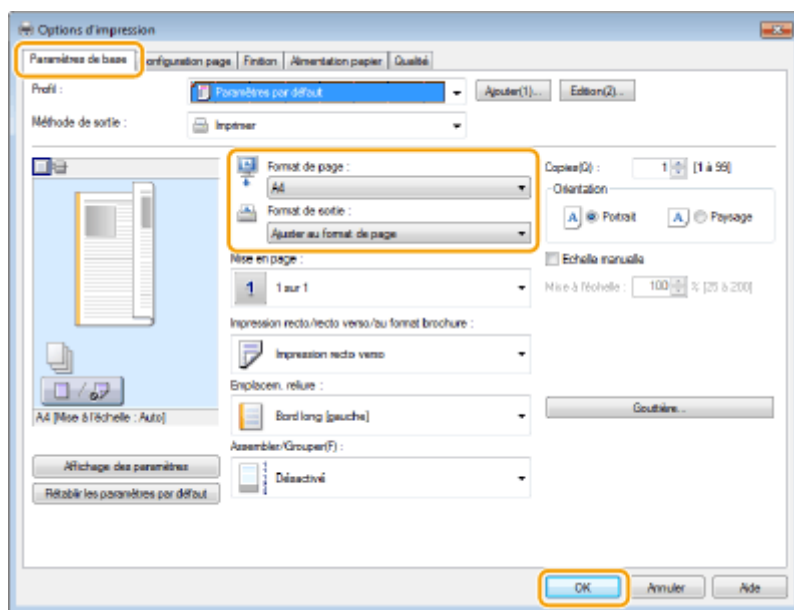 Options d'impression
Paramètres de base onfiguration page Finition Alimentation papier Qualité
Profil : Paramètres par défaut Ajouter(1)... Edition(2)...
Méthode de sortie : Imprimer
Format de page :
A4
Format de sortie :
Ajuster au format de page
Copies(Q) : 1 [1 à 99]
Orientation
A Portrait A Paysage
Mise en page :
1 1 sur 1
Echelle manuelle
Mise à l'échelle : 100 % [25 à 200]
Impression recto/recto verso/au format brochure :
Impression recto verso
Emplacem. reliure :
Bord long [gauche]
Gouttière...
A4 [Mise à l'échelle : Auto]
Assembler/Grouper(F) :
Désactivé
Affichage des paramètres
Rétablir les paramètres par défaut
OK Annuler Aide